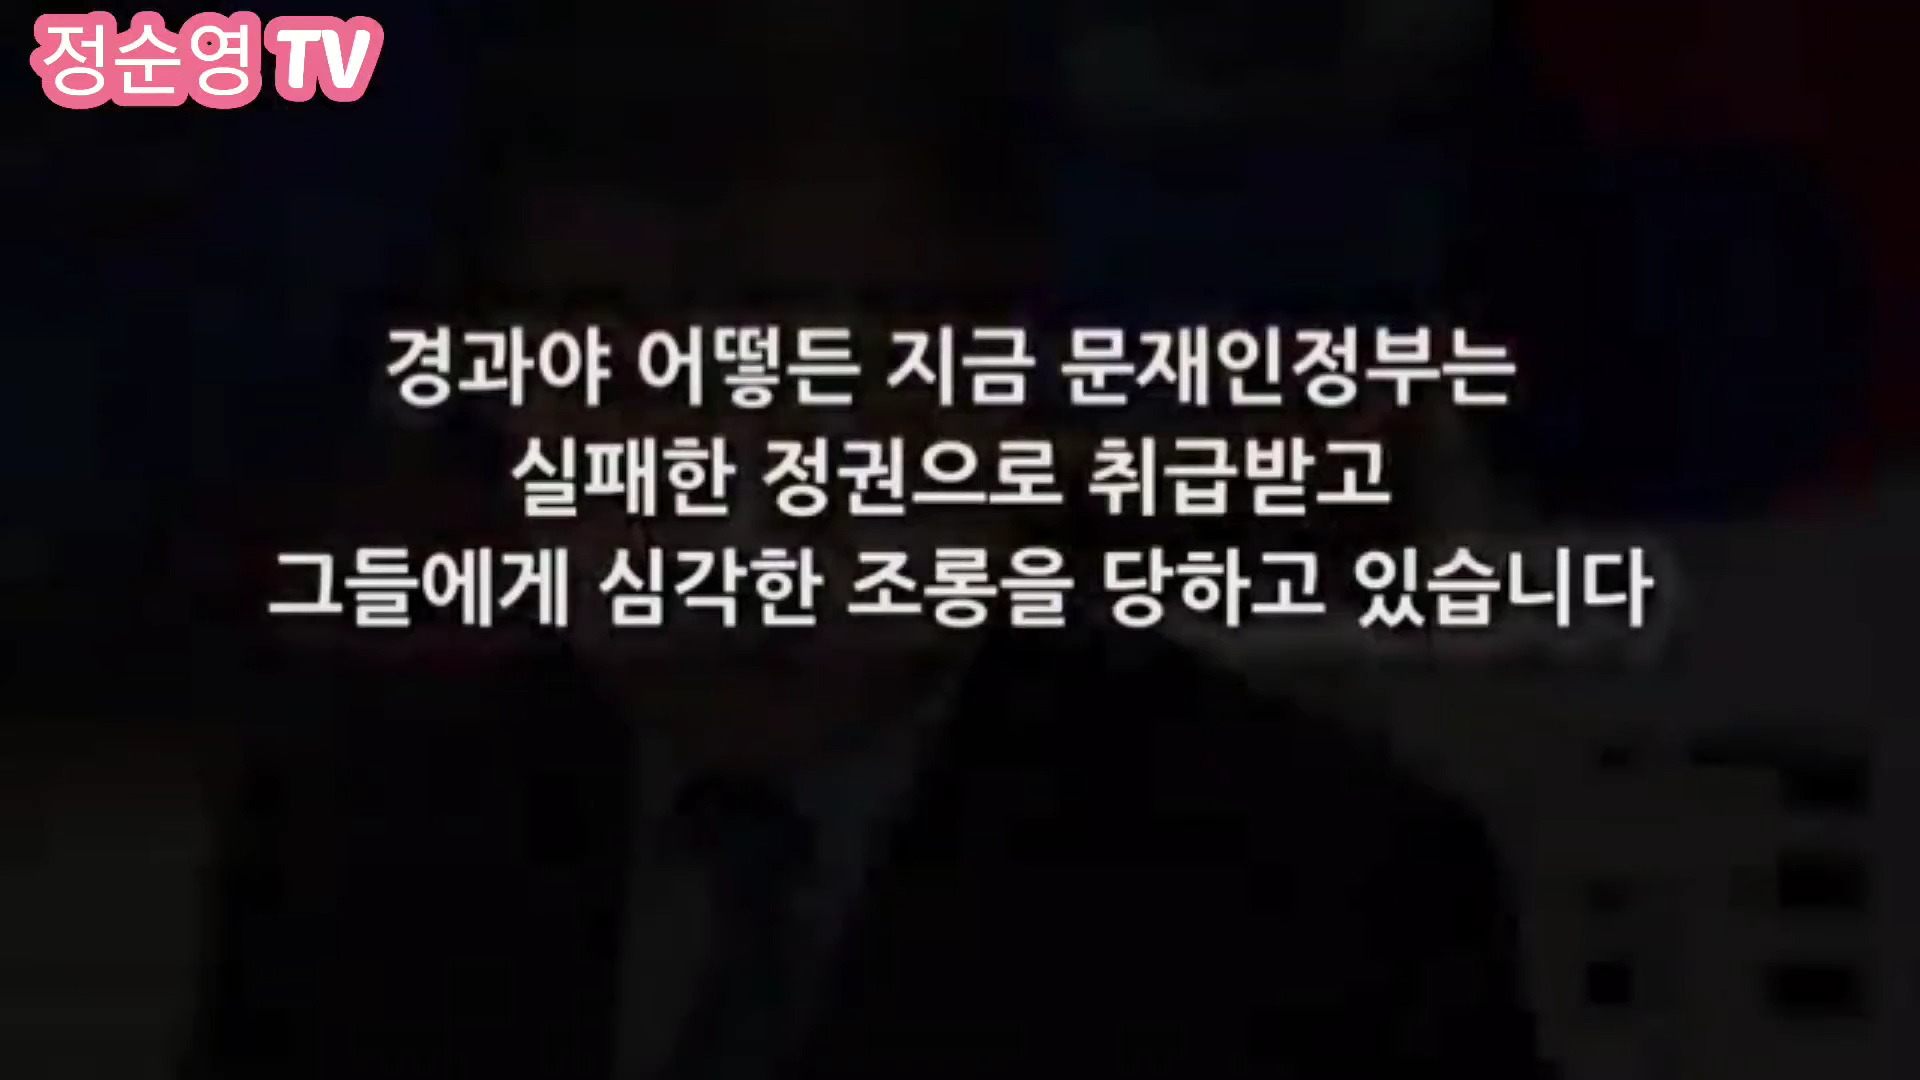 정순영 TV
경과야 어떻든 지금 문재인정부는
실패한 정권으로 취급받고
그들에게 심각한 조롱을 당하고 있습니다